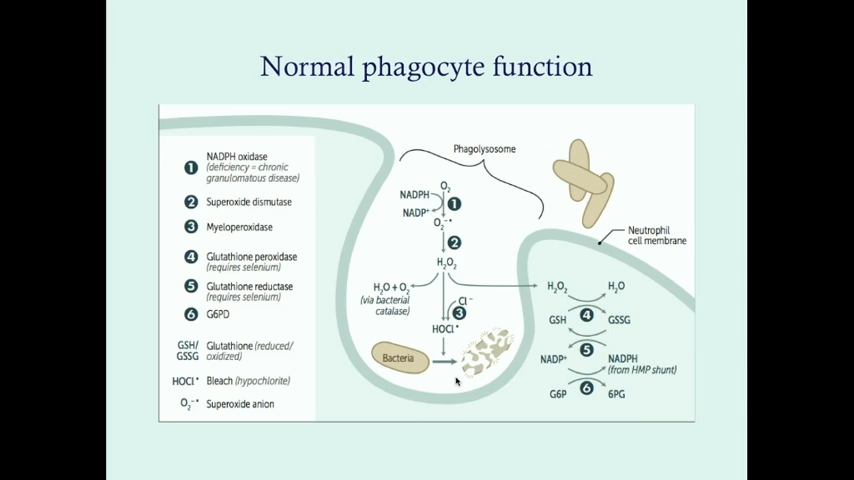 Normal phagocyte function
1 NADPH oxidase
(deficiency = chronic
granulomatous disease)
2 Superoxide dismutase
3 Myeloperoxidase
4 Glutathione peroxidase
(requires selenium)
5 Glutathione reductase
(requires selenium)
6 G6PD
GSH/ Glutathione (reduced/
GSSG oxidized)
HOCl• Bleach (hypochlorite)
O₂⁻• Superoxide anion
Phagolysosome
O₂
NADPH
1
NADP⁺
O₂⁻•
2
H₂O₂
H₂O + O₂
(via bacterial
catalase)
Cl⁻
3
HOCl•
Bacteria
Neutrophil
cell membrane
H₂O₂ H₂O
4
GSH GSSG
5
NADP⁺ NADPH
(from HMP shunt)
6
G6P 6PG